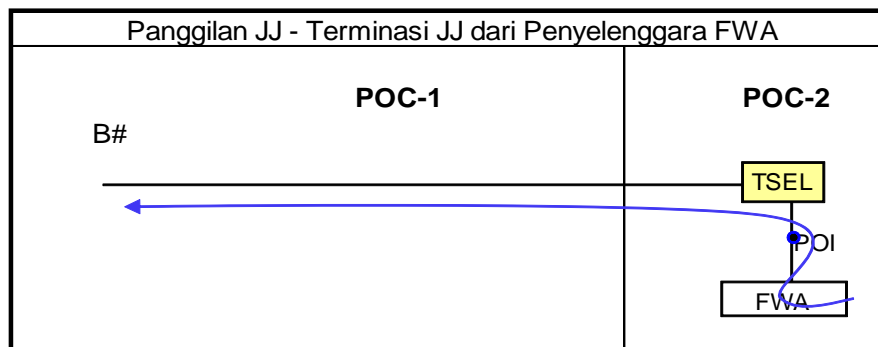 Panggilan JJ - Terminasi JJ dari Penyelenggara FWA
POC-1
POC-2
B#
TSEL
POI
FWA